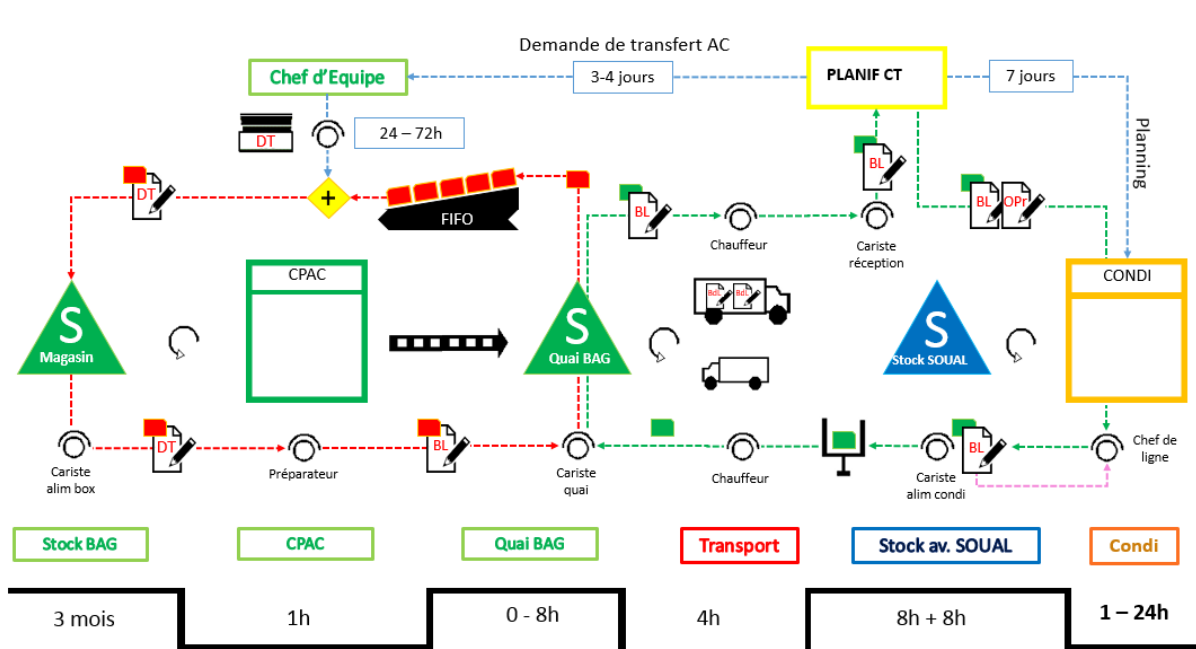 Demande de transfert AC
Chef d'Equipe
3-4 jours
PLANIF CT
7 jours
DT
24 – 72h
Planning
BL
DT
FIFO
BL
BL
OPr
Chauffeur
Cariste
réception
CPAC
CONDI
BdL
BdL
S
Magasin
S
Quai BAG
S
Stock SOUAL
DT
BL
BL
Cariste
alim box
Préparateur
Cariste
quai
Chauffeur
Cariste
alim condi
Chef de
ligne
Stock BAG
CPAC
Quai BAG
Transport
Stock av. SOUAL
Condi
3 mois
1h
0 - 8h
4h
8h + 8h
1 – 24h